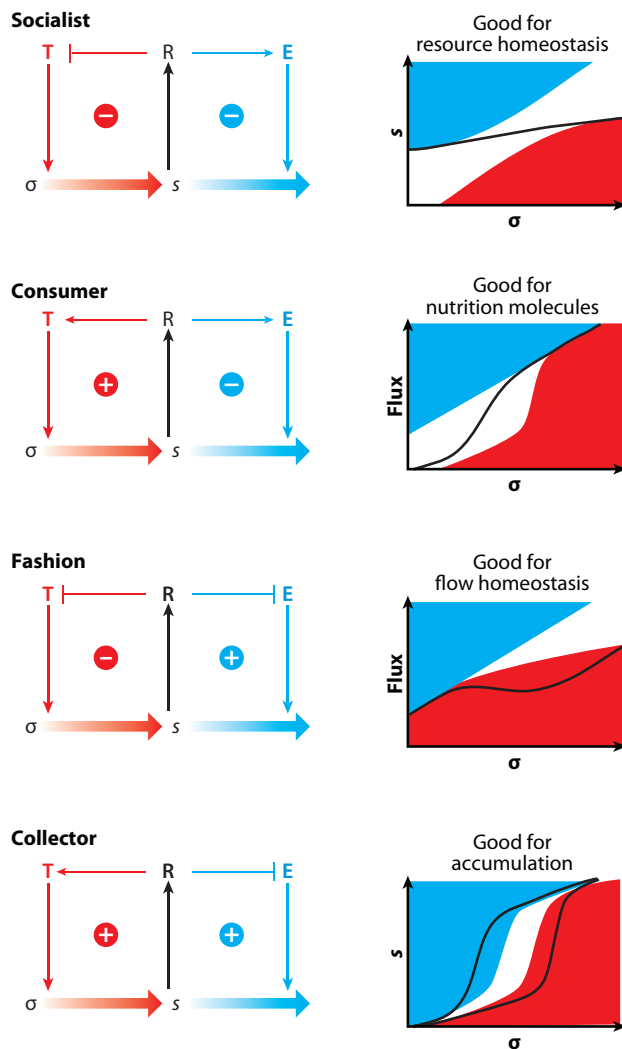 Socialist
T R E
− −
σ s
Good for
resource homeostasis
s
σ
Consumer
T R E
+ −
σ s
Good for
nutrition molecules
Flux
σ
Fashion
T R E
− +
σ s
Good for
flow homeostasis
Flux
σ
Collector
T R E
+ +
σ s
Good for
accumulation
s
σ